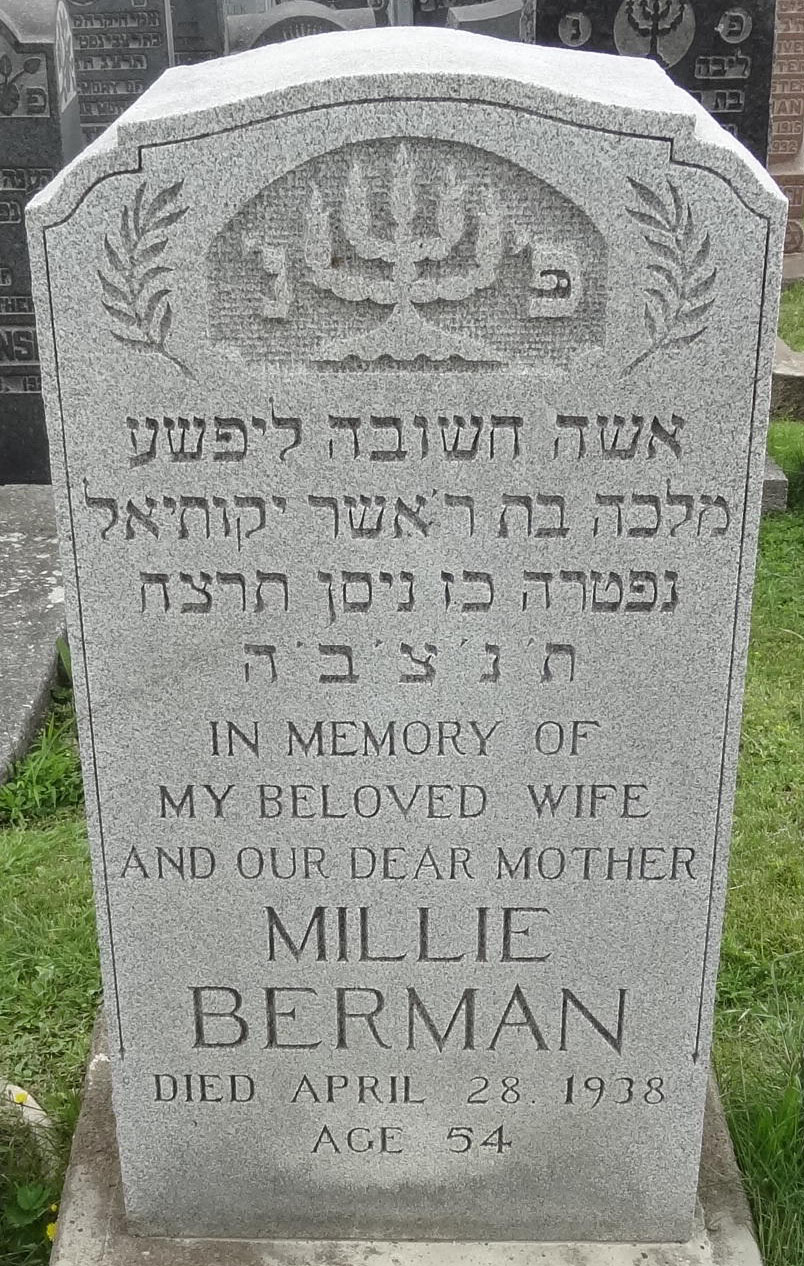 פ נ
אשה חשובה ליפשע
מלכה בת ר׳ אשר יקותיאל
נפטרה כז ניסן תרצח
ת׳ נ׳ צ׳ ב׳ ה
IN MEMORY OF
MY BELOVED WIFE
AND OUR DEAR MOTHER
MILLIE
BERMAN
DIED APRIL 28. 1938
AGE 54